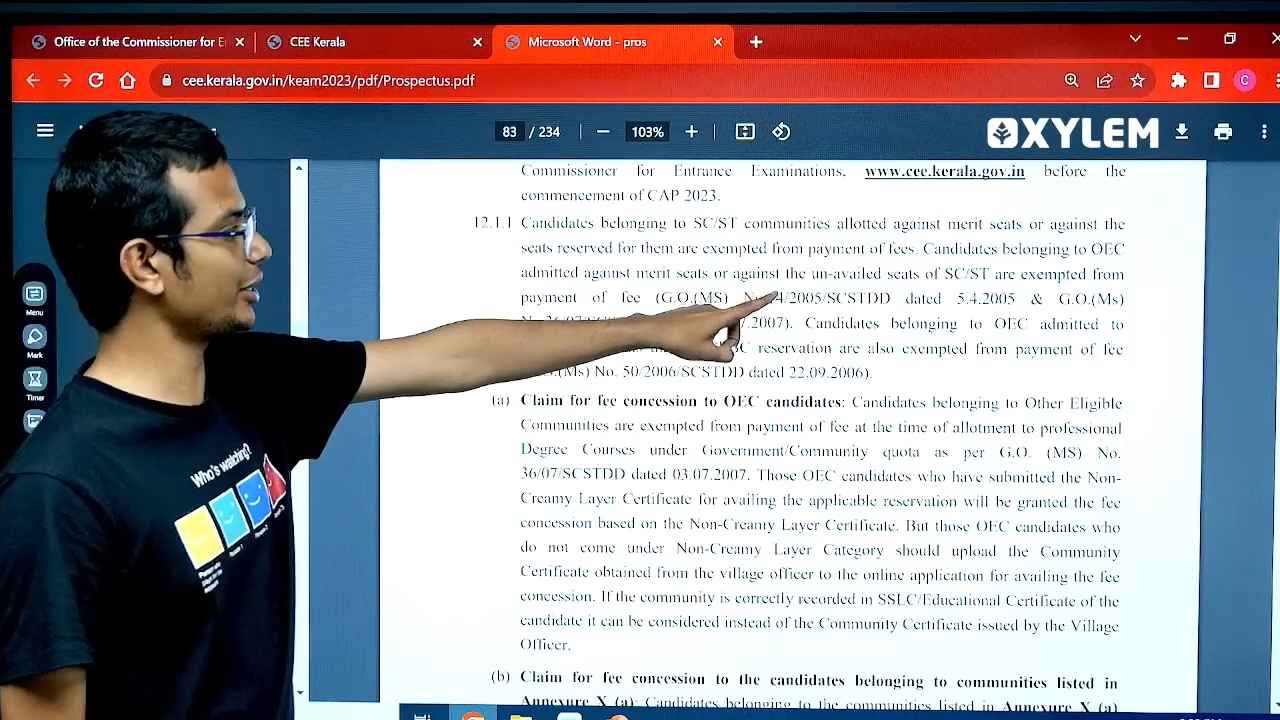 Office of the Commissioner for E
CEE Kerala
Microsoft Word - pros
cee.kerala.gov.in/keam2023/pdf/Prospectus.pdf
C
83 / 234
103%
OXYLEM
Commissioner for Entrance Examinations. www.cee.kerala.gov.in before the
commencement of CAP 2023.
12.1.1 Candidates belonging to SC/ST communities allotted against merit seats or against the
seats reserved for them are exempted from payment of fees. Candidates belonging to OEC
admitted against merit seats or against the un-availed seats of SC/ST are exempted from
payment of fee (G.O.(MS) 4/2005/SCSTDD dated 5.4.2005 & G.O.(Ms)
7.2007). Candidates belonging to OEC admitted to
reservation are also exempted from payment of fee
(Ms) No. 50/2006/SCSTDD dated 22.09.2006).
(a) Claim for fee concession to OEC candidates: Candidates belonging to Other Eligible
Communities are exempted from payment of fee at the time of allotment to professional
Degree Courses under Government/Community quota as per G.O. (MS) No.
36/07/SCSTDD dated 03.07.2007. Those OEC candidates who have submitted the Non-
Creamy Layer Certificate for availing the applicable reservation will be granted the fee
concession based on the Non-Creamy Layer Certificate. But those OEC candidates who
do not come under Non-Creamy Layer Category should upload the Community
Certificate obtained from the village officer to the online application for availing the fee
concession. If the community is correctly recorded in SSLC/Educational Certificate of the
candidate it can be considered instead of the Community Certificate issued by the Village
Officer.
(b) Claim for fee concession to the candidates belonging to communities listed in
Annexure X (a): Candidates belonging to the communities listed in Annexure X (a)
Menu
Mark
Timer
Who's watching?